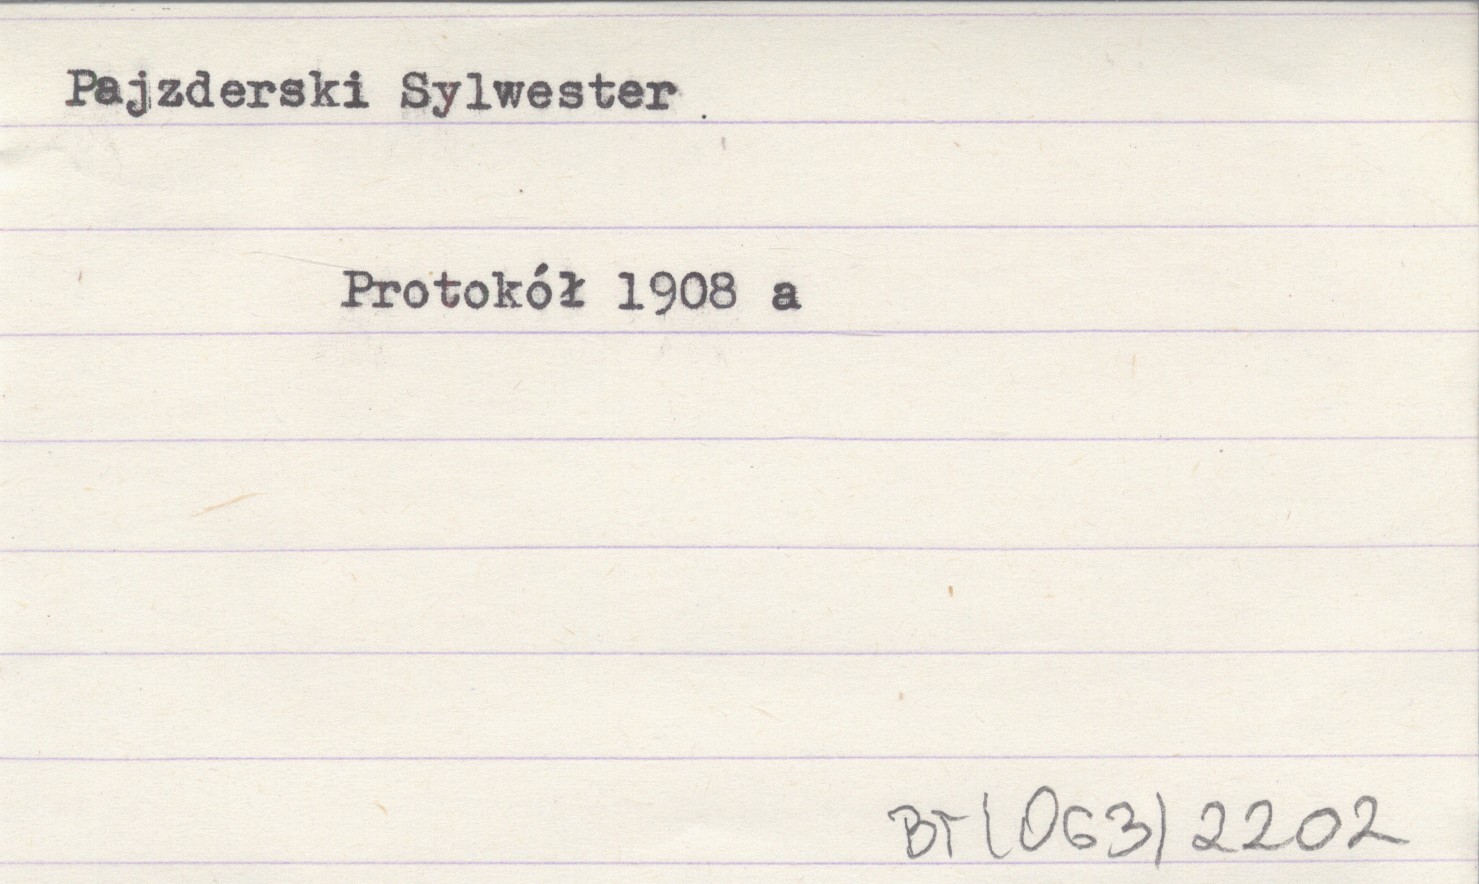 Pajzderski Sylwester
Protokół 1908 a
BT (063) 2202